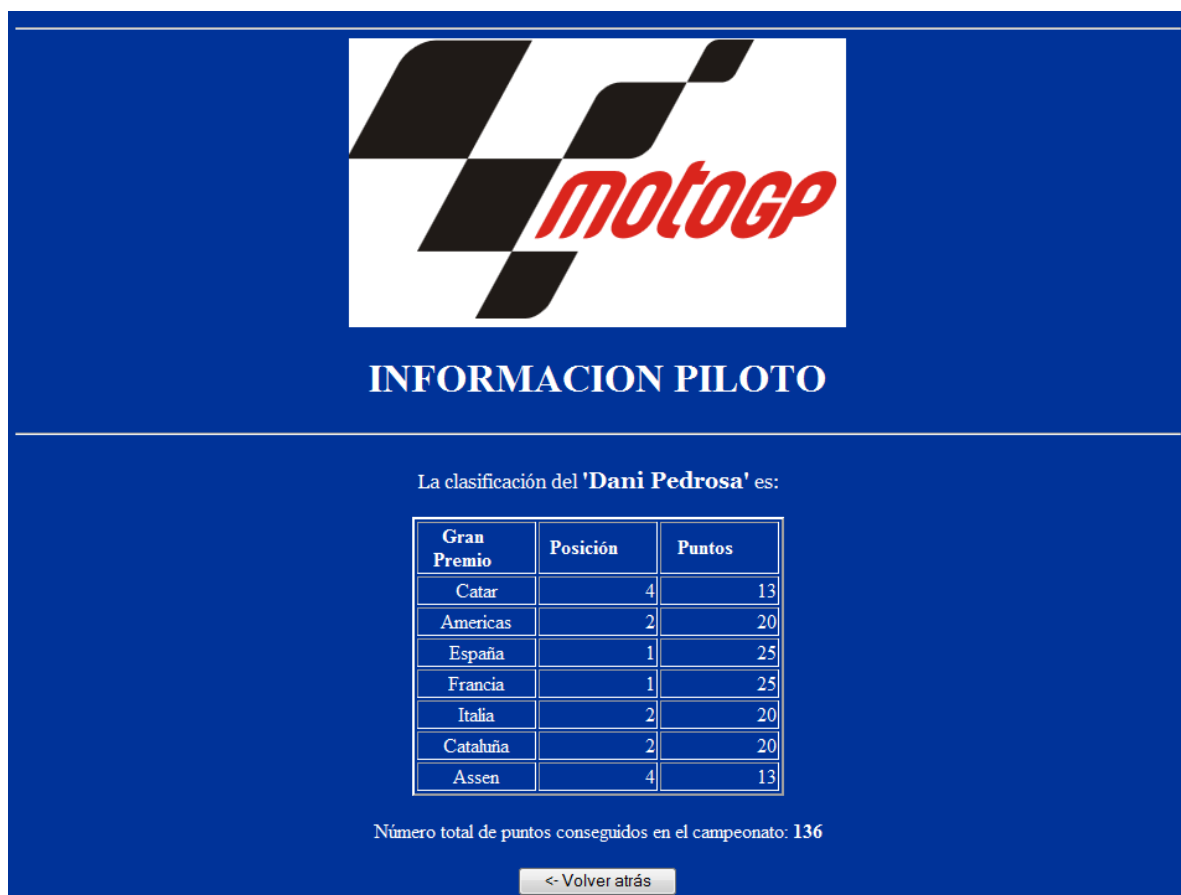 motoGP
INFORMACION PILOTO
La clasificación del 'Dani Pedrosa' es:
Gran Premio Posición Puntos
Catar 4 13
Americas 2 20
España 1 25
Francia 1 25
Italia 2 20
Cataluña 2 20
Assen 4 13
Número total de puntos conseguidos en el campeonato: 136
<- Volver atrás